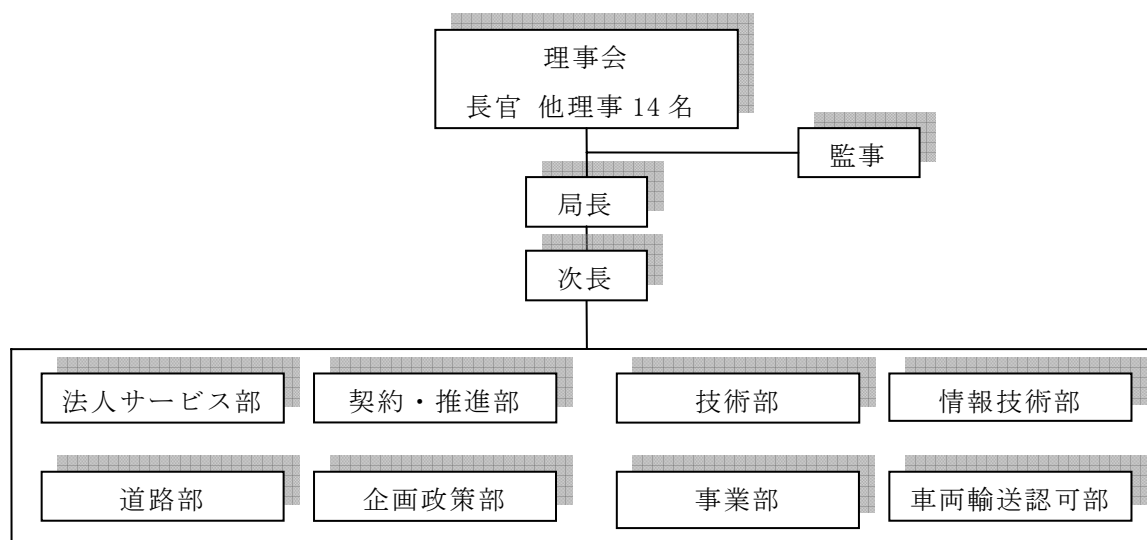 理事会
長官 他理事 14 名
監事
局長
次長
法人サービス部
契約・推進部
技術部
情報技術部
道路部
企画政策部
事業部
車両輸送認可部